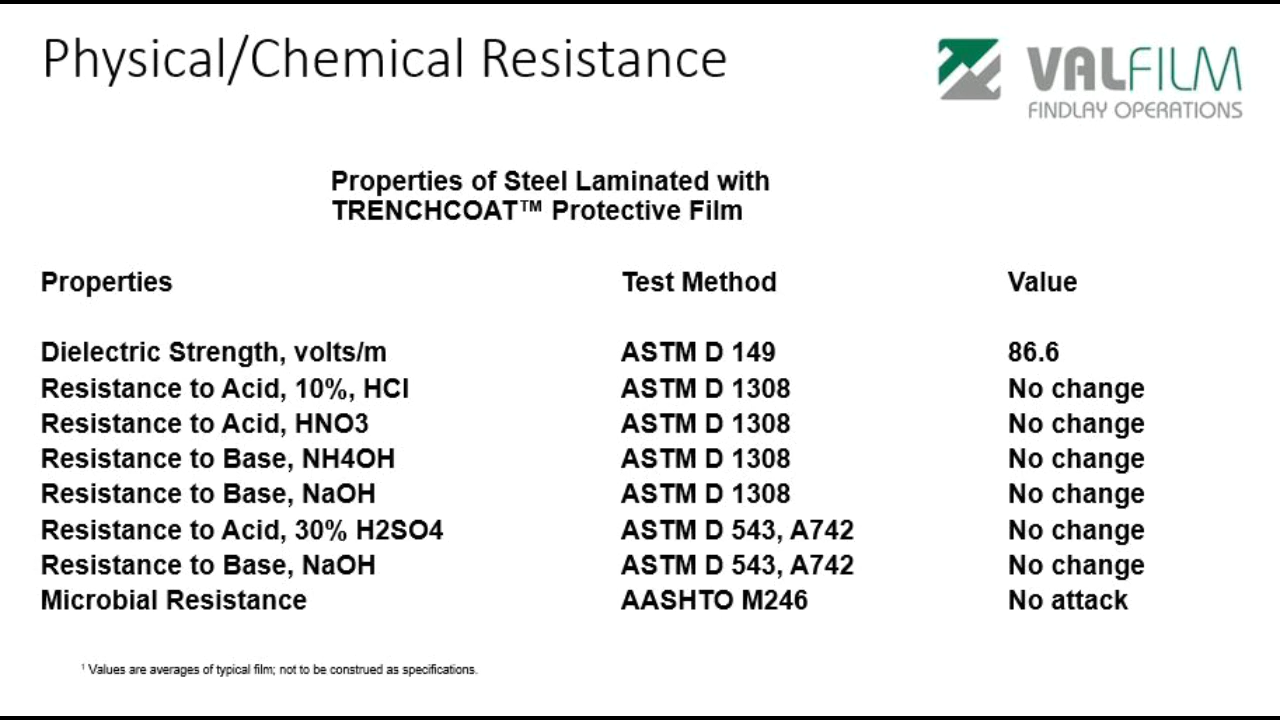 Physical/Chemical Resistance
VALFILM
FINDLAY OPERATIONS
Properties of Steel Laminated with
TRENCHCOAT™ Protective Film
Properties Test Method Value
Dielectric Strength, volts/m ASTM D 149 86.6
Resistance to Acid, 10%, HCl ASTM D 1308 No change
Resistance to Acid, HNO3 ASTM D 1308 No change
Resistance to Base, NH4OH ASTM D 1308 No change
Resistance to Base, NaOH ASTM D 1308 No change
Resistance to Acid, 30% H2SO4 ASTM D 543, A742 No change
Resistance to Base, NaOH ASTM D 543, A742 No change
Microbial Resistance AASHTO M246 No attack
¹ Values are averages of typical film; not to be construed as specifications.